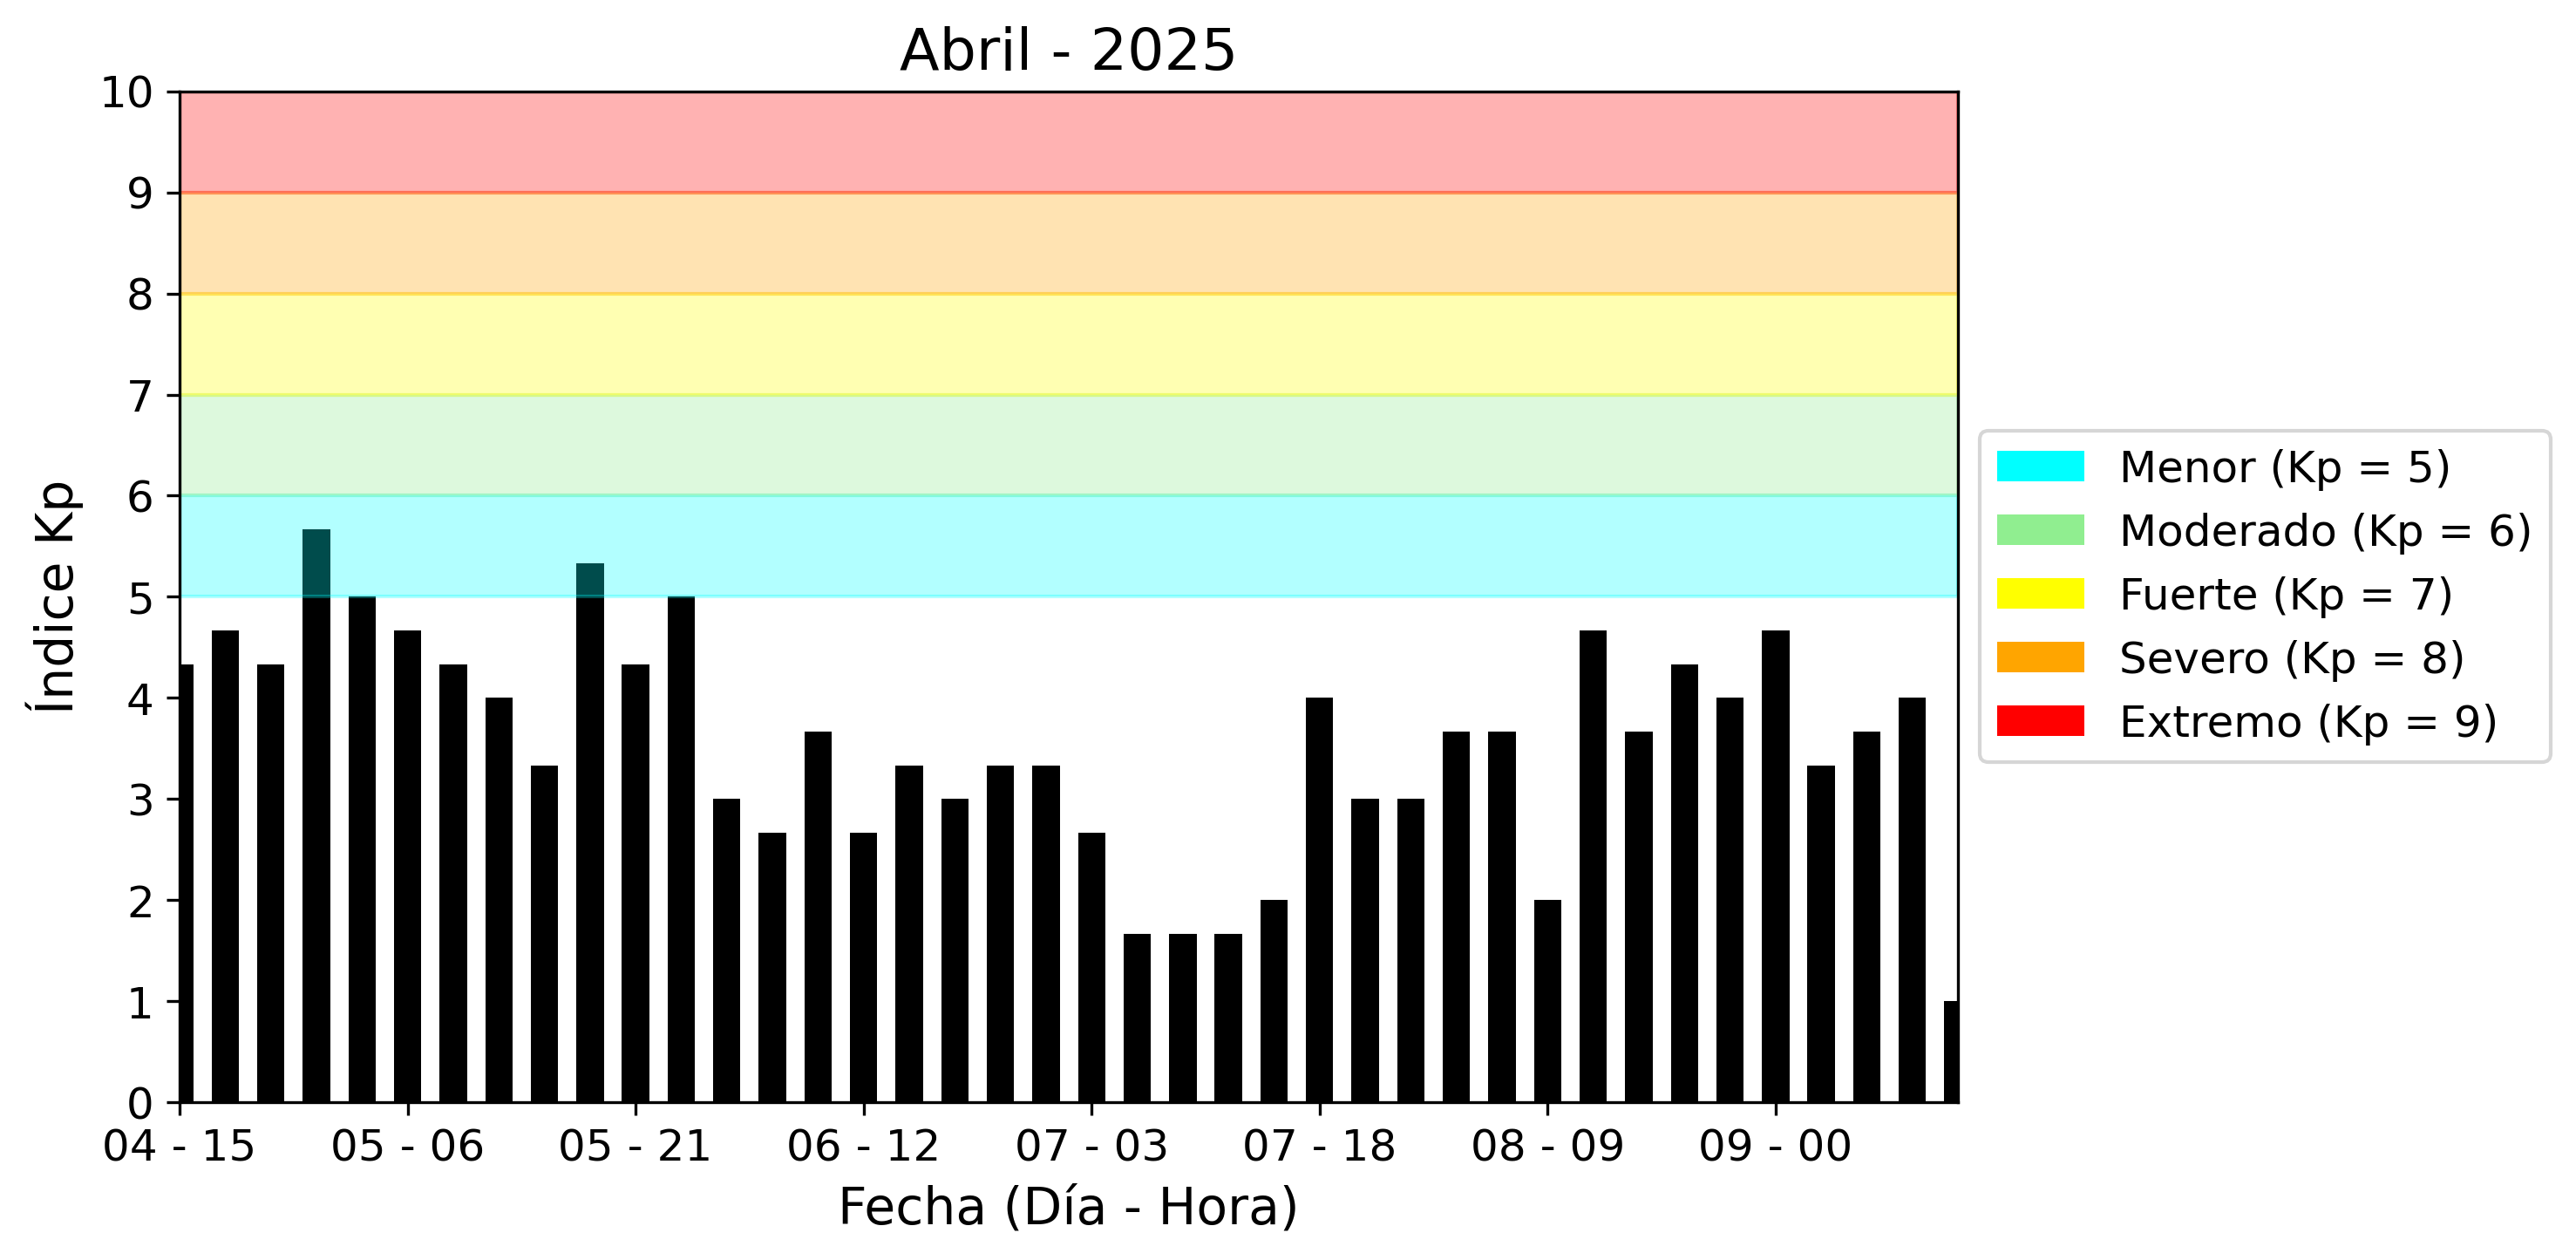 Abril - 2025
10
9
8
7
6
5
4
3
2
1
0
Índice Kp
04 - 15
05 - 06
05 - 21
06 - 12
07 - 03
07 - 18
08 - 09
09 - 00
Fecha (Día - Hora)
Menor (Kp = 5)
Moderado (Kp = 6)
Fuerte (Kp = 7)
Severo (Kp = 8)
Extremo (Kp = 9)